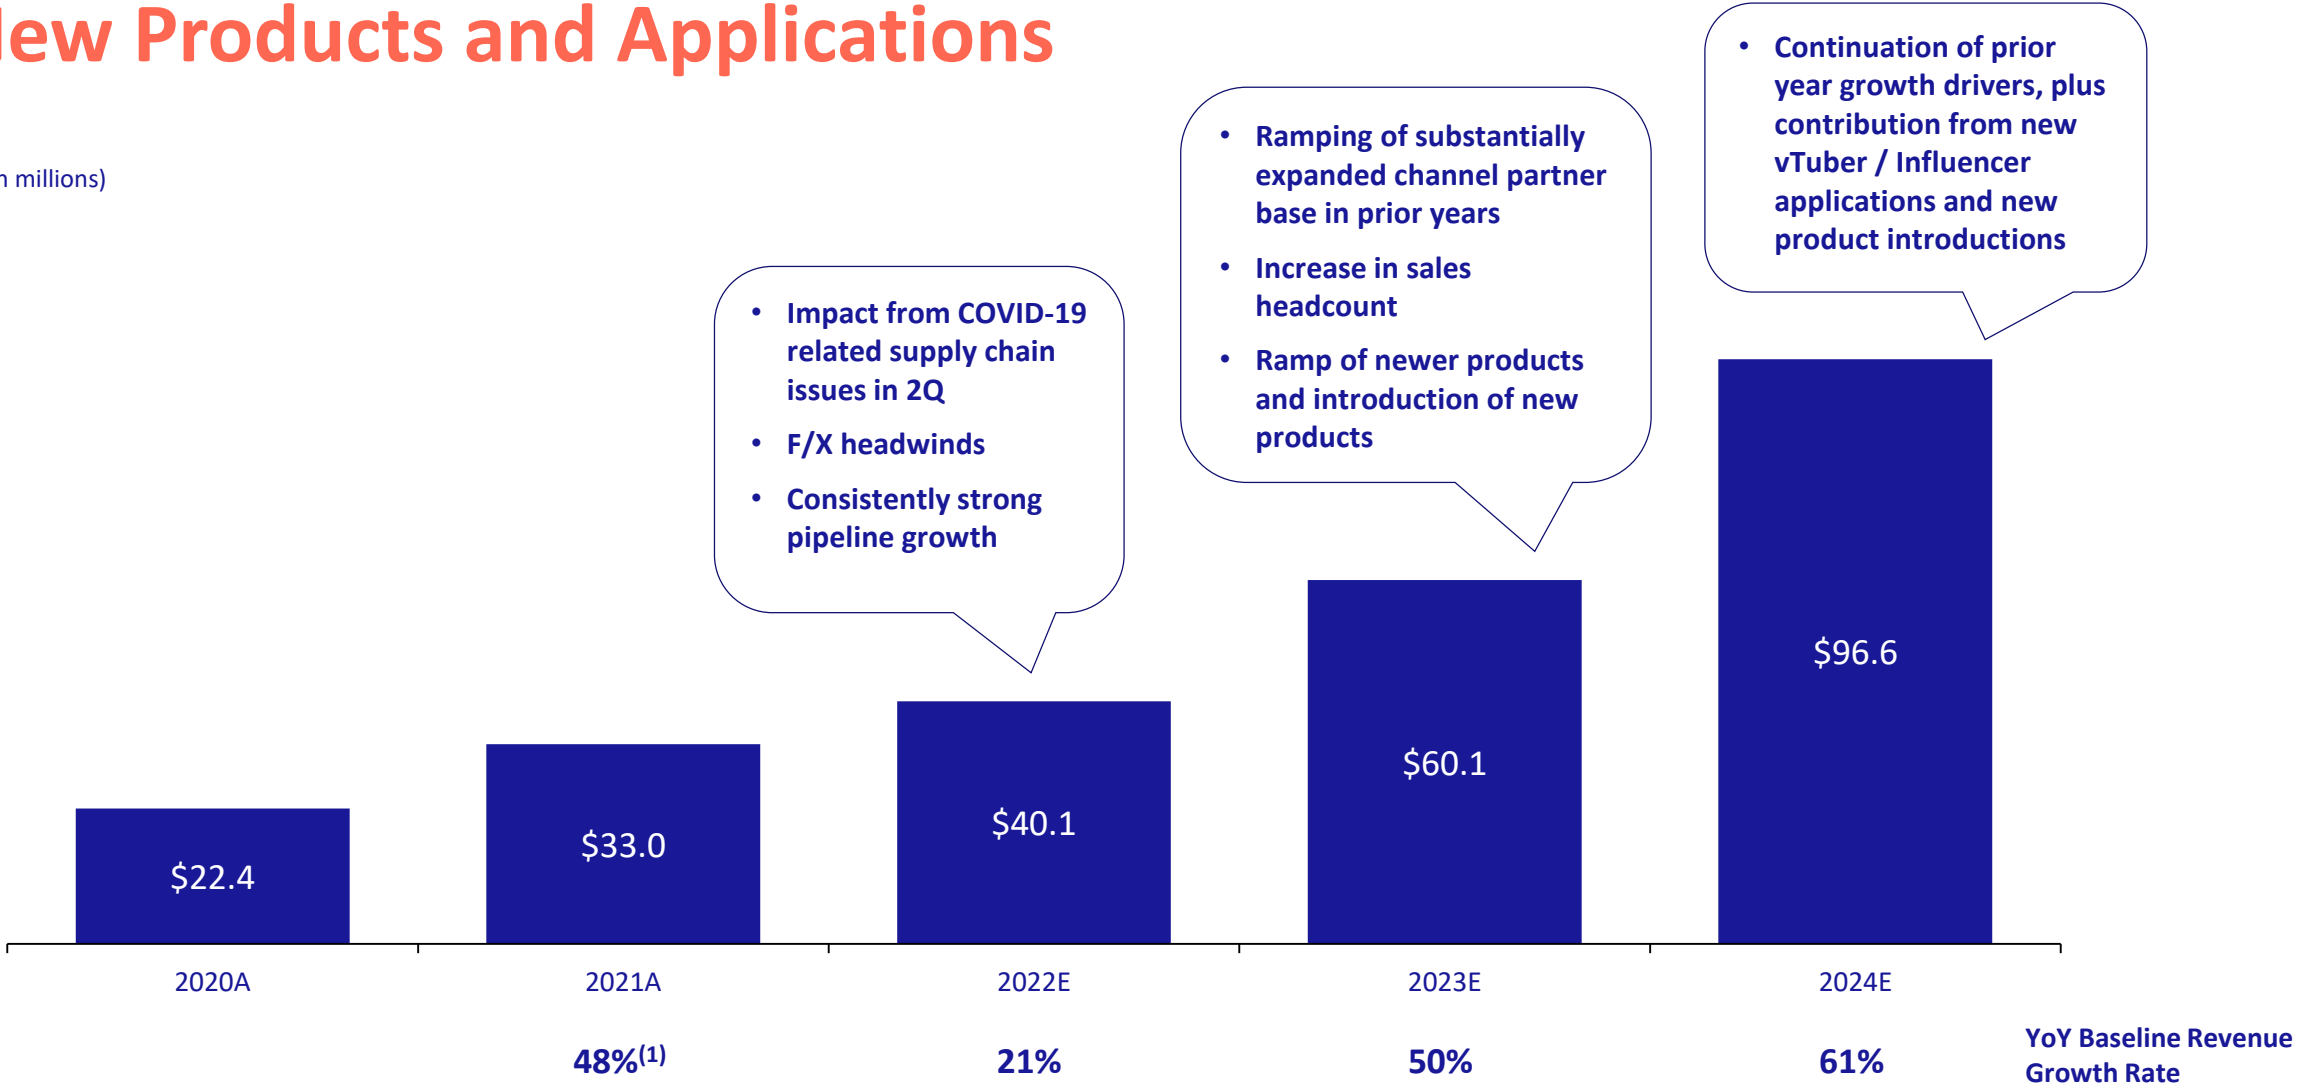 ew Products and Applications
millions)
• Impact from COVID-19
related supply chain
issues in 2Q
• F/X headwinds
• Consistently strong
pipeline growth
• Ramping of substantially
expanded channel partner
base in prior years
• Increase in sales
headcount
• Ramp of newer products
and introduction of new
products
• Continuation of prior
year growth drivers, plus
contribution from new
vTuber / Influencer
applications and new
product introductions
$22.4
$33.0
$40.1
$60.1
$96.6
2020A
2021A
2022E
2023E
2024E
48%(1)
21%
50%
61%
YoY Baseline Revenue
Growth Rate